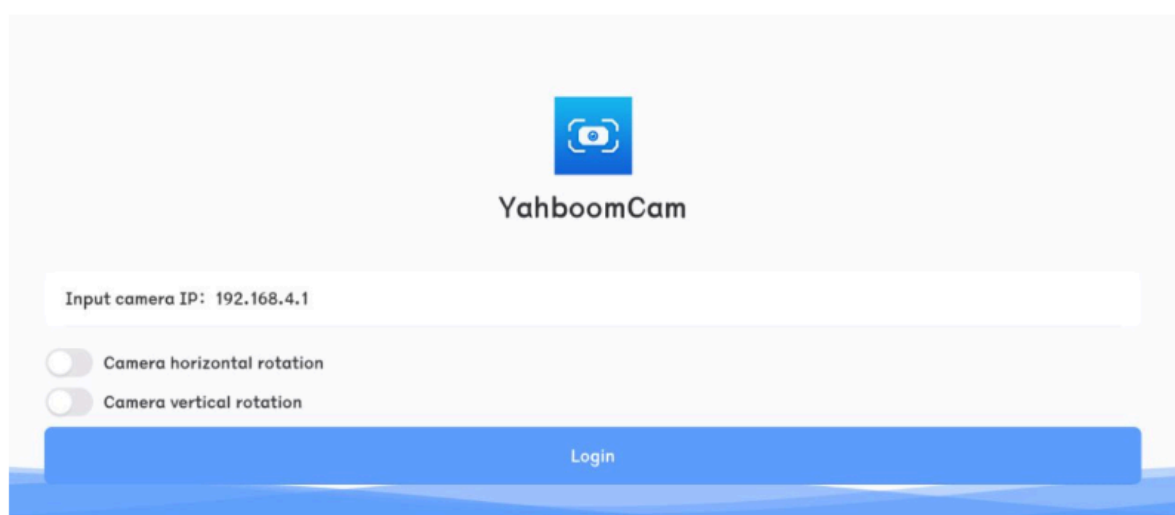 YahboomCam
Input camera IP: 192.168.4.1
Camera horizontal rotation
Camera vertical rotation
Login